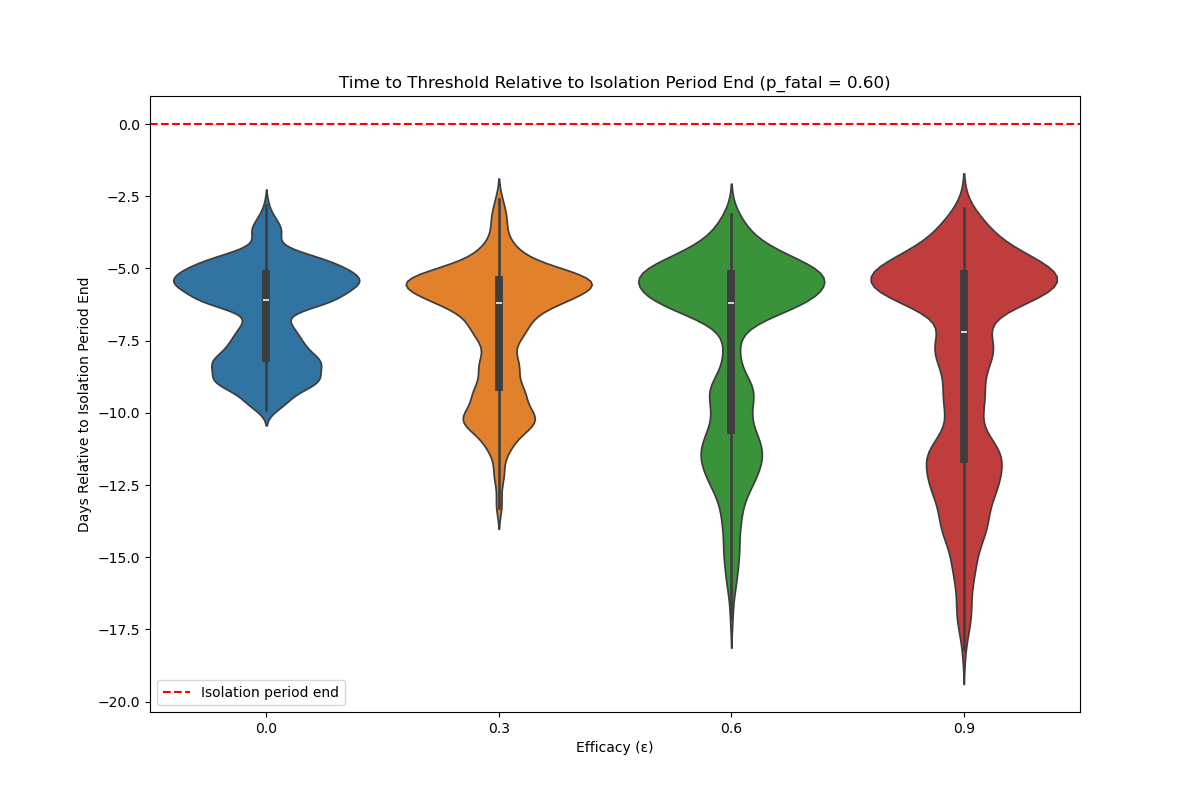 Time to Threshold Relative to Isolation Period End (p_fatal = 0.60)
Days Relative to Isolation Period End
0.0
−2.5
−5.0
−7.5
−10.0
−12.5
−15.0
−17.5
−20.0
Isolation period end
0.0 0.3 0.6 0.9
Efficacy (ε)